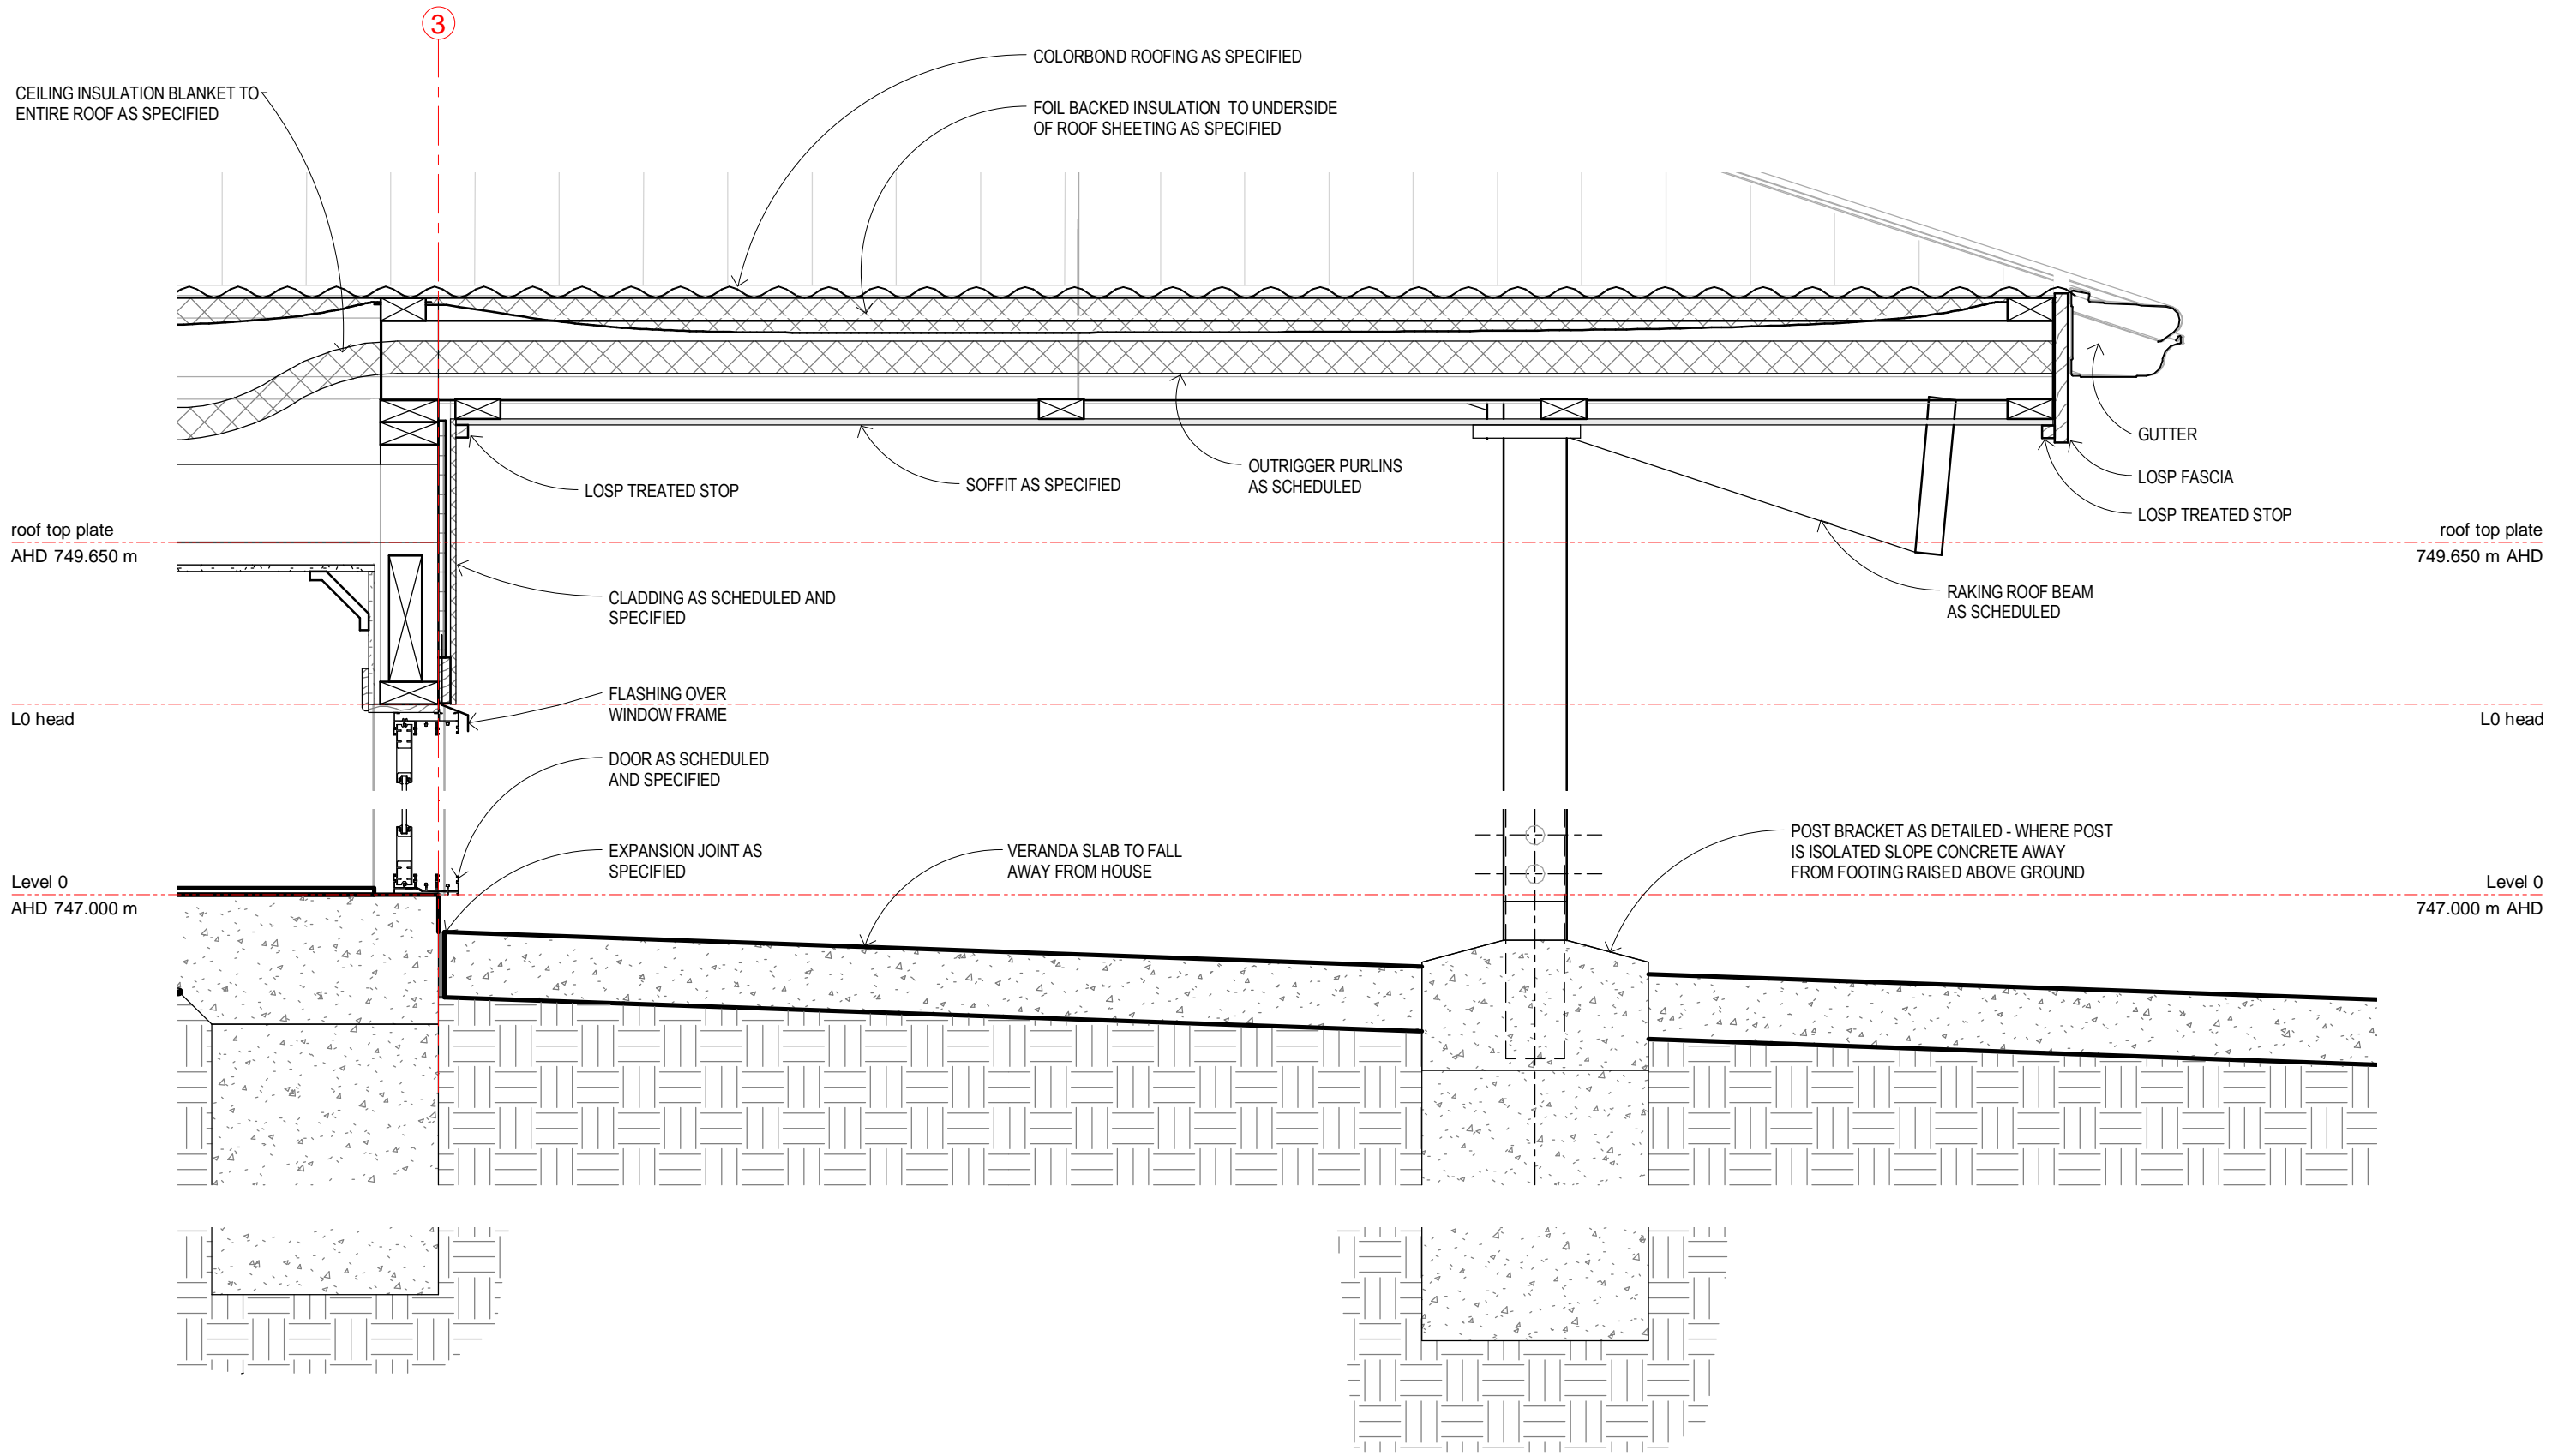 3
COLORBOND ROOFING AS SPECIFIED
CEILING INSULATION BLANKET TO
ENTIRE ROOF AS SPECIFIED
FOIL BACKED INSULATION TO UNDERSIDE
OF ROOF SHEETING AS SPECIFIED
GUTTER
OUTRIGGER PURLINS
AS SCHEDULED
LOSP TREATED STOP
SOFFIT AS SPECIFIED
LOSP FASCIA
LOSP TREATED STOP
roof top plate
AHD 749.650 m
roof top plate
749.650 m AHD
CLADDING AS SCHEDULED AND
SPECIFIED
RAKING ROOF BEAM
AS SCHEDULED
FLASHING OVER
WINDOW FRAME
L0 head
L0 head
DOOR AS SCHEDULED
AND SPECIFIED
EXPANSION JOINT AS
SPECIFIED
VERANDA SLAB TO FALL
AWAY FROM HOUSE
POST BRACKET AS DETAILED - WHERE POST
IS ISOLATED SLOPE CONCRETE AWAY
FROM FOOTING RAISED ABOVE GROUND
Level 0
AHD 747.000 m
Level 0
747.000 m AHD